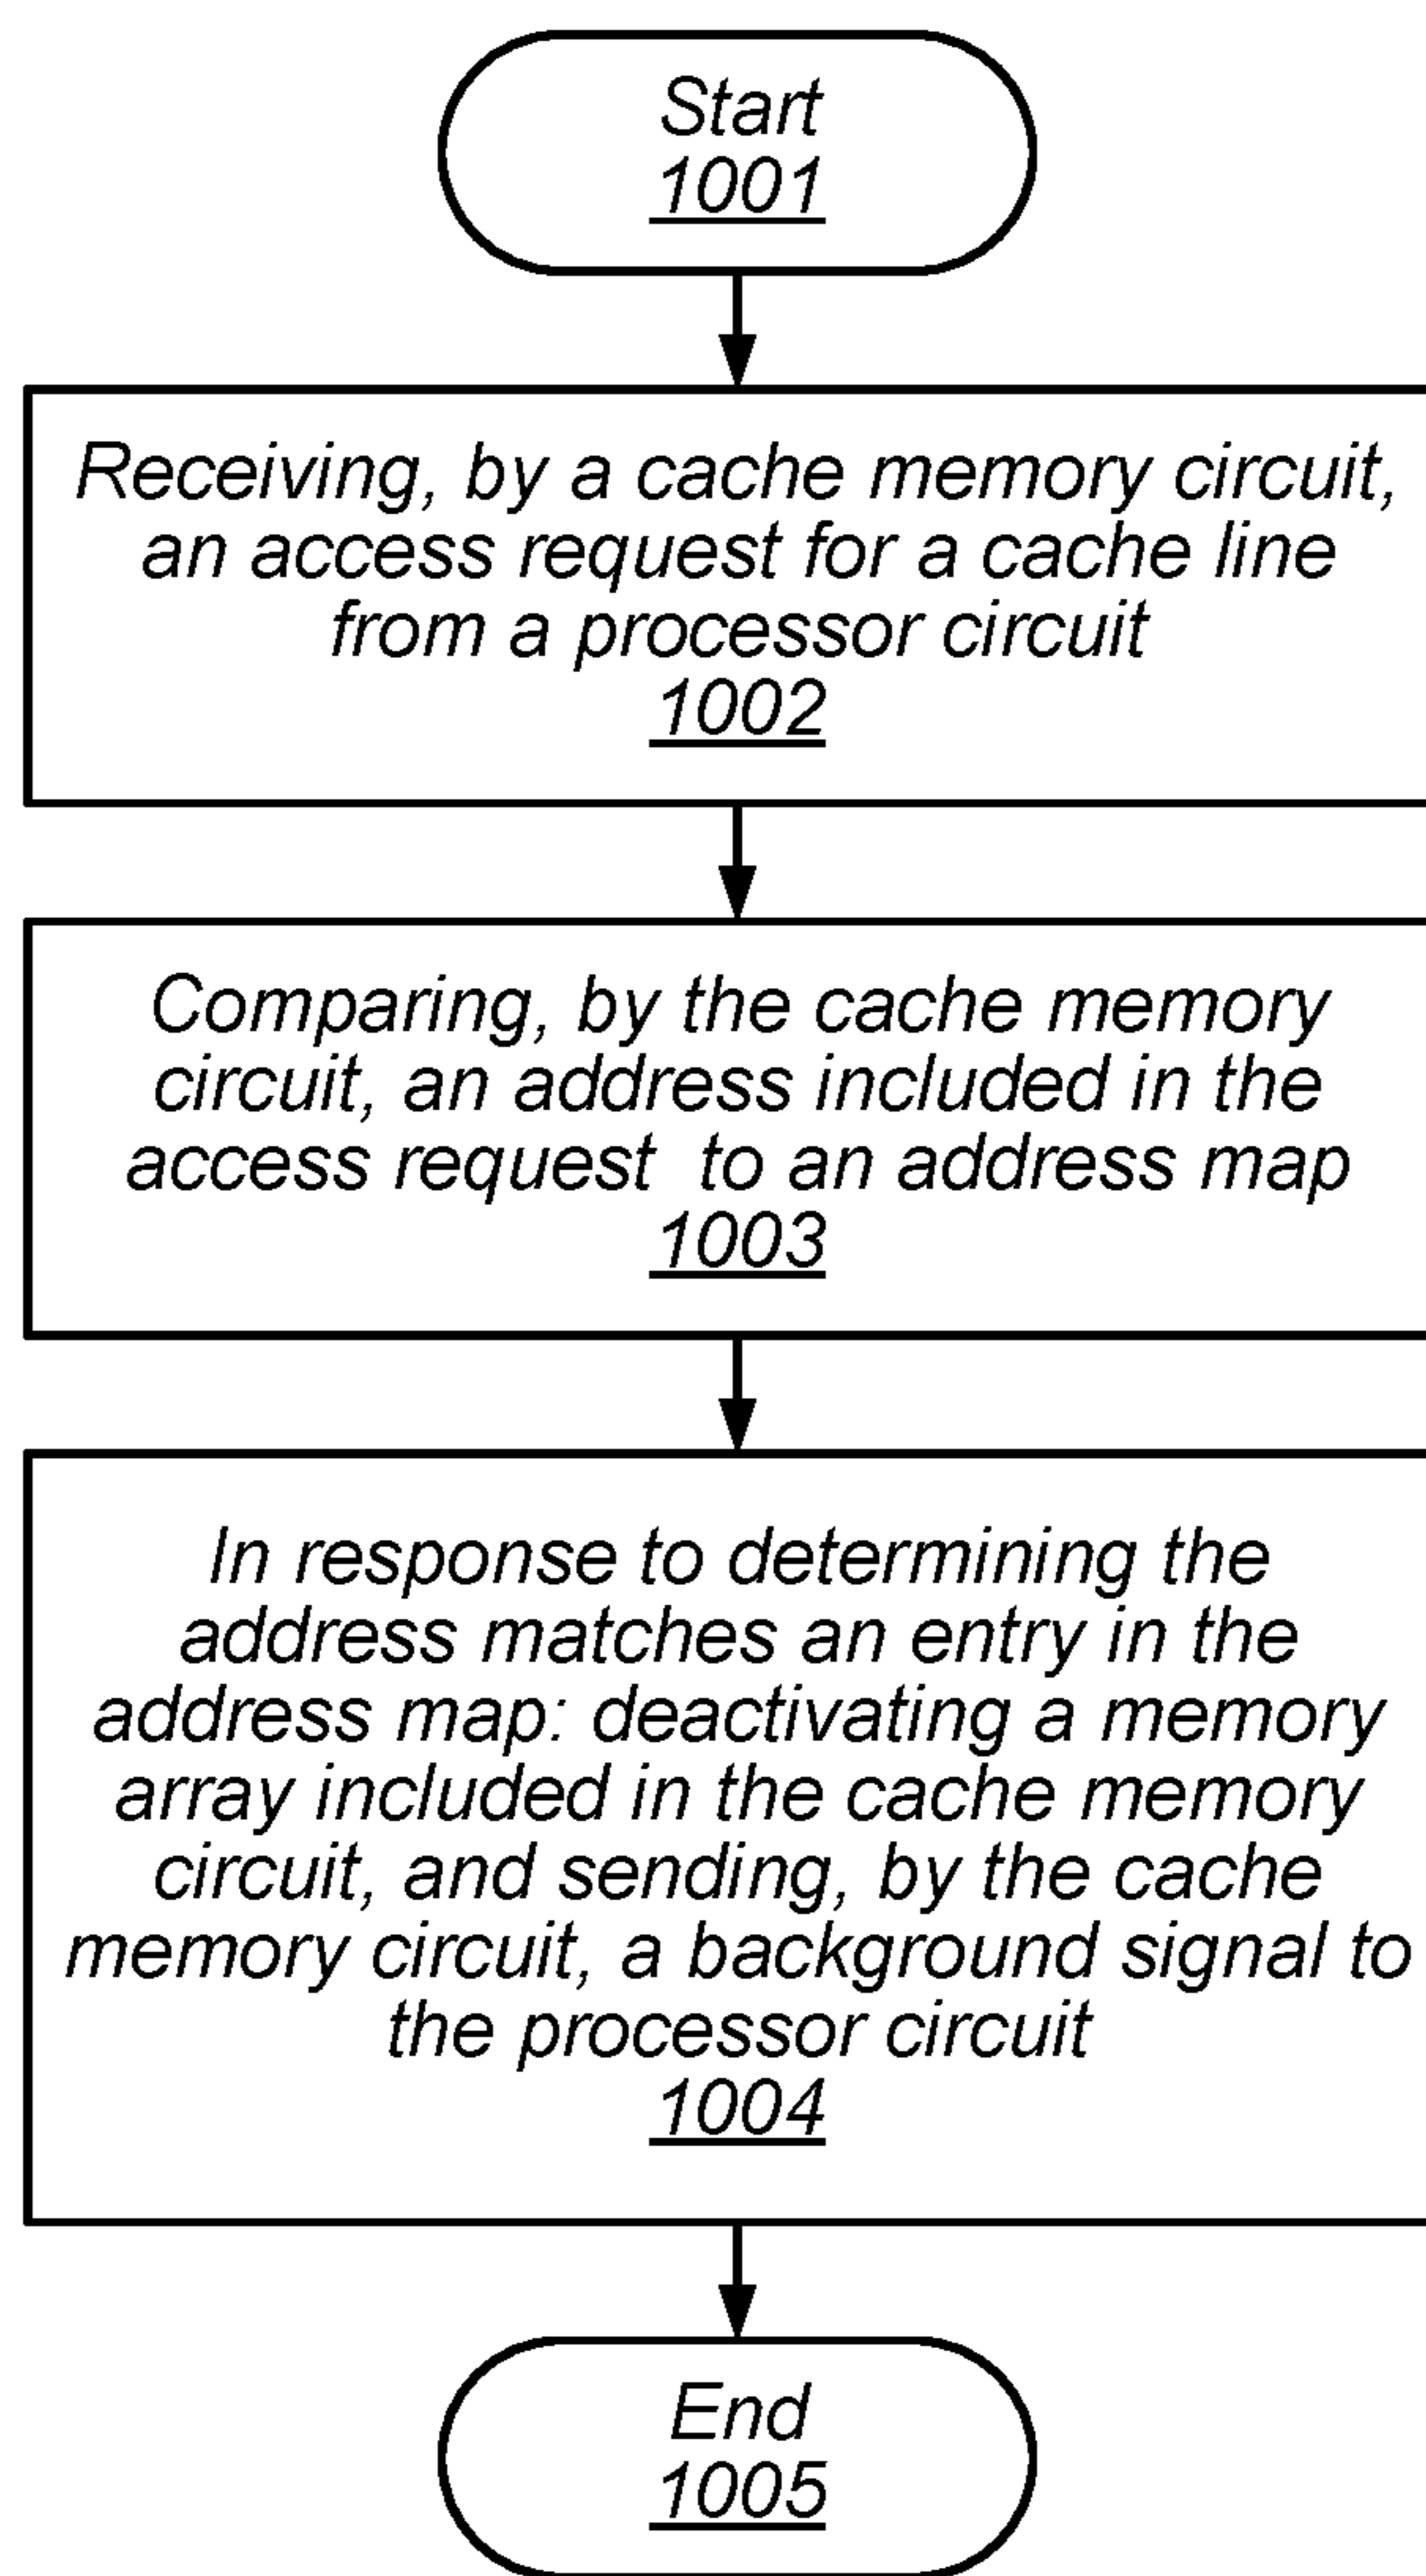 Start
1001
Receiving, by a cache memory circuit,
an access request for a cache line
from a processor circuit
1002
Comparing, by the cache memory
circuit, an address included in the
access request to an address map
1003
In response to determining the
address matches an entry in the
address map: deactivating a memory
array included in the cache memory
circuit, and sending, by the cache
memory circuit, a background signal to
the processor circuit
1004
End
1005